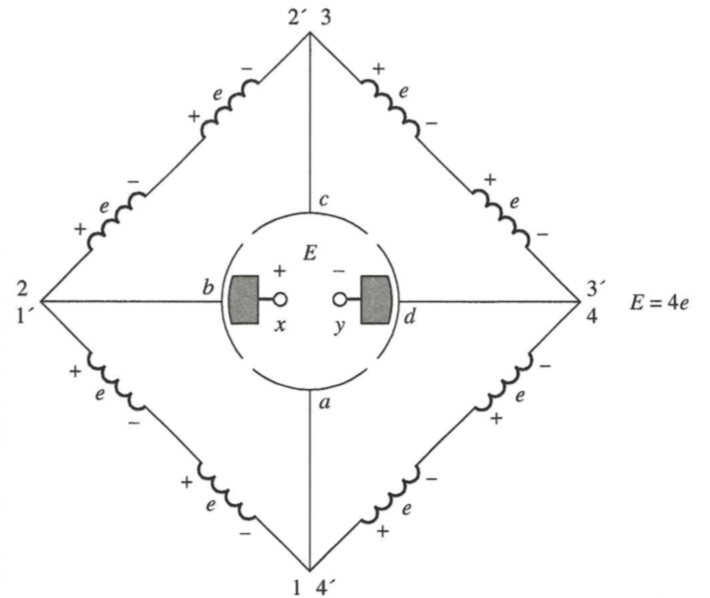 2´ 3
− +
e e
+ −
− +
e c e
+ −
E
2 b + − 3´
1´ x y d 4 E = 4e
+ −
e a e
− +
+ −
e e
− +
1 4´